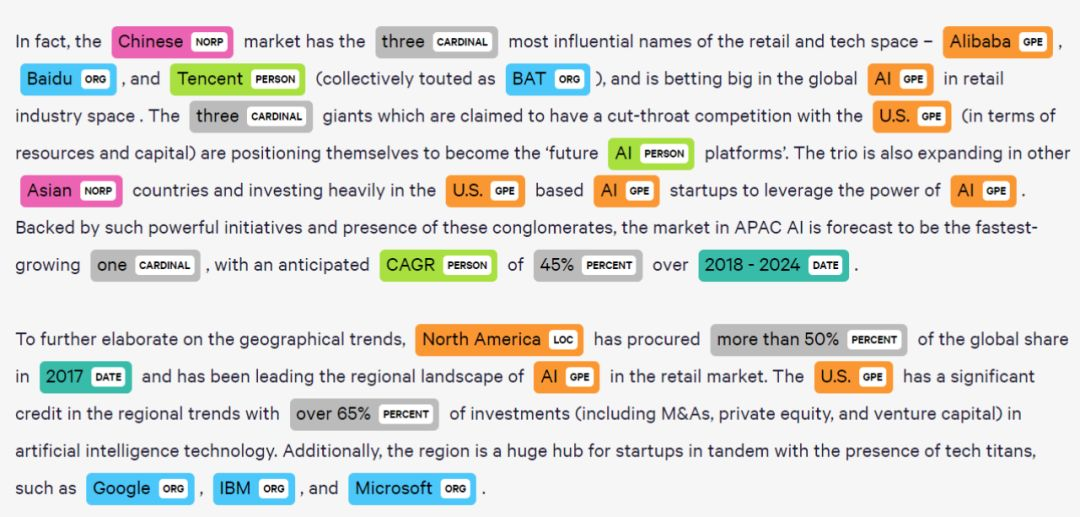 In fact, the Chinese NORP market has the three CARDINAL most influential names of the retail and tech space – Alibaba GPE ,
Baidu ORG , and Tencent PERSON (collectively touted as BAT ORG ), and is betting big in the global AI GPE in retail
industry space . The three CARDINAL giants which are claimed to have a cut-throat competition with the U.S. GPE (in terms of
resources and capital) are positioning themselves to become the ‘future AI PERSON platforms’. The trio is also expanding in other
Asian NORP countries and investing heavily in the U.S. GPE based AI GPE startups to leverage the power of AI GPE .
Backed by such powerful initiatives and presence of these conglomerates, the market in APAC AI is forecast to be the fastest-
growing one CARDINAL , with an anticipated CAGR PERSON of 45% PERCENT over 2018 - 2024 DATE .
To further elaborate on the geographical trends, North America LOC has procured more than 50% PERCENT of the global share
in 2017 DATE and has been leading the regional landscape of AI GPE in the retail market. The U.S. GPE has a significant
credit in the regional trends with over 65% PERCENT of investments (including M&As, private equity, and venture capital) in
artificial intelligence technology. Additionally, the region is a huge hub for startups in tandem with the presence of tech titans,
such as Google ORG , IBM ORG , and Microsoft ORG .